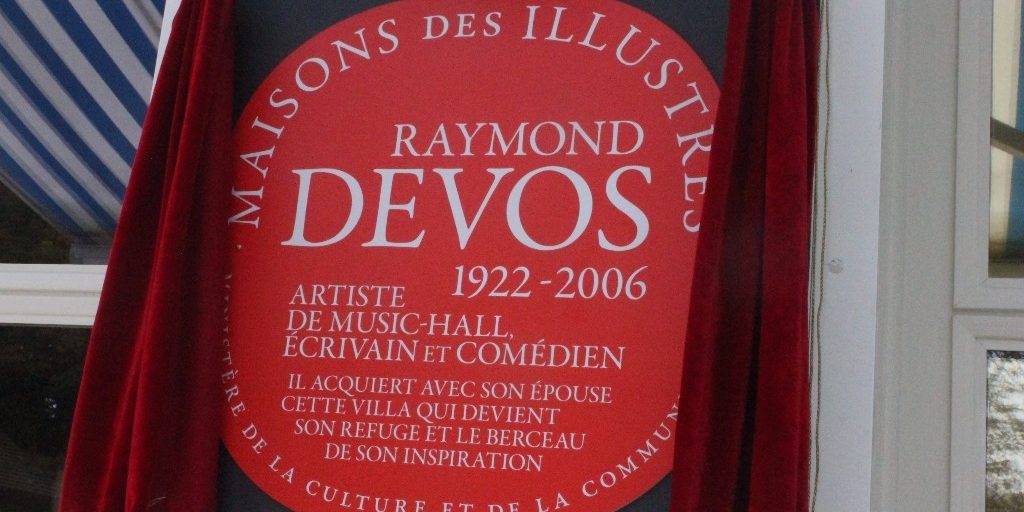 MAISONS DES ILLUSTRES
RAYMOND
DEVOS
1922 - 2006
ARTISTE
DE MUSIC-HALL,
ÉCRIVAIN ET COMÉDIEN
IL ACQUIERT AVEC SON ÉPOUSE
CETTE VILLA QUI DEVIENT
SON REFUGE ET LE BERCEAU
DE SON INSPIRATION
DE LA CULTURE ET DE LA